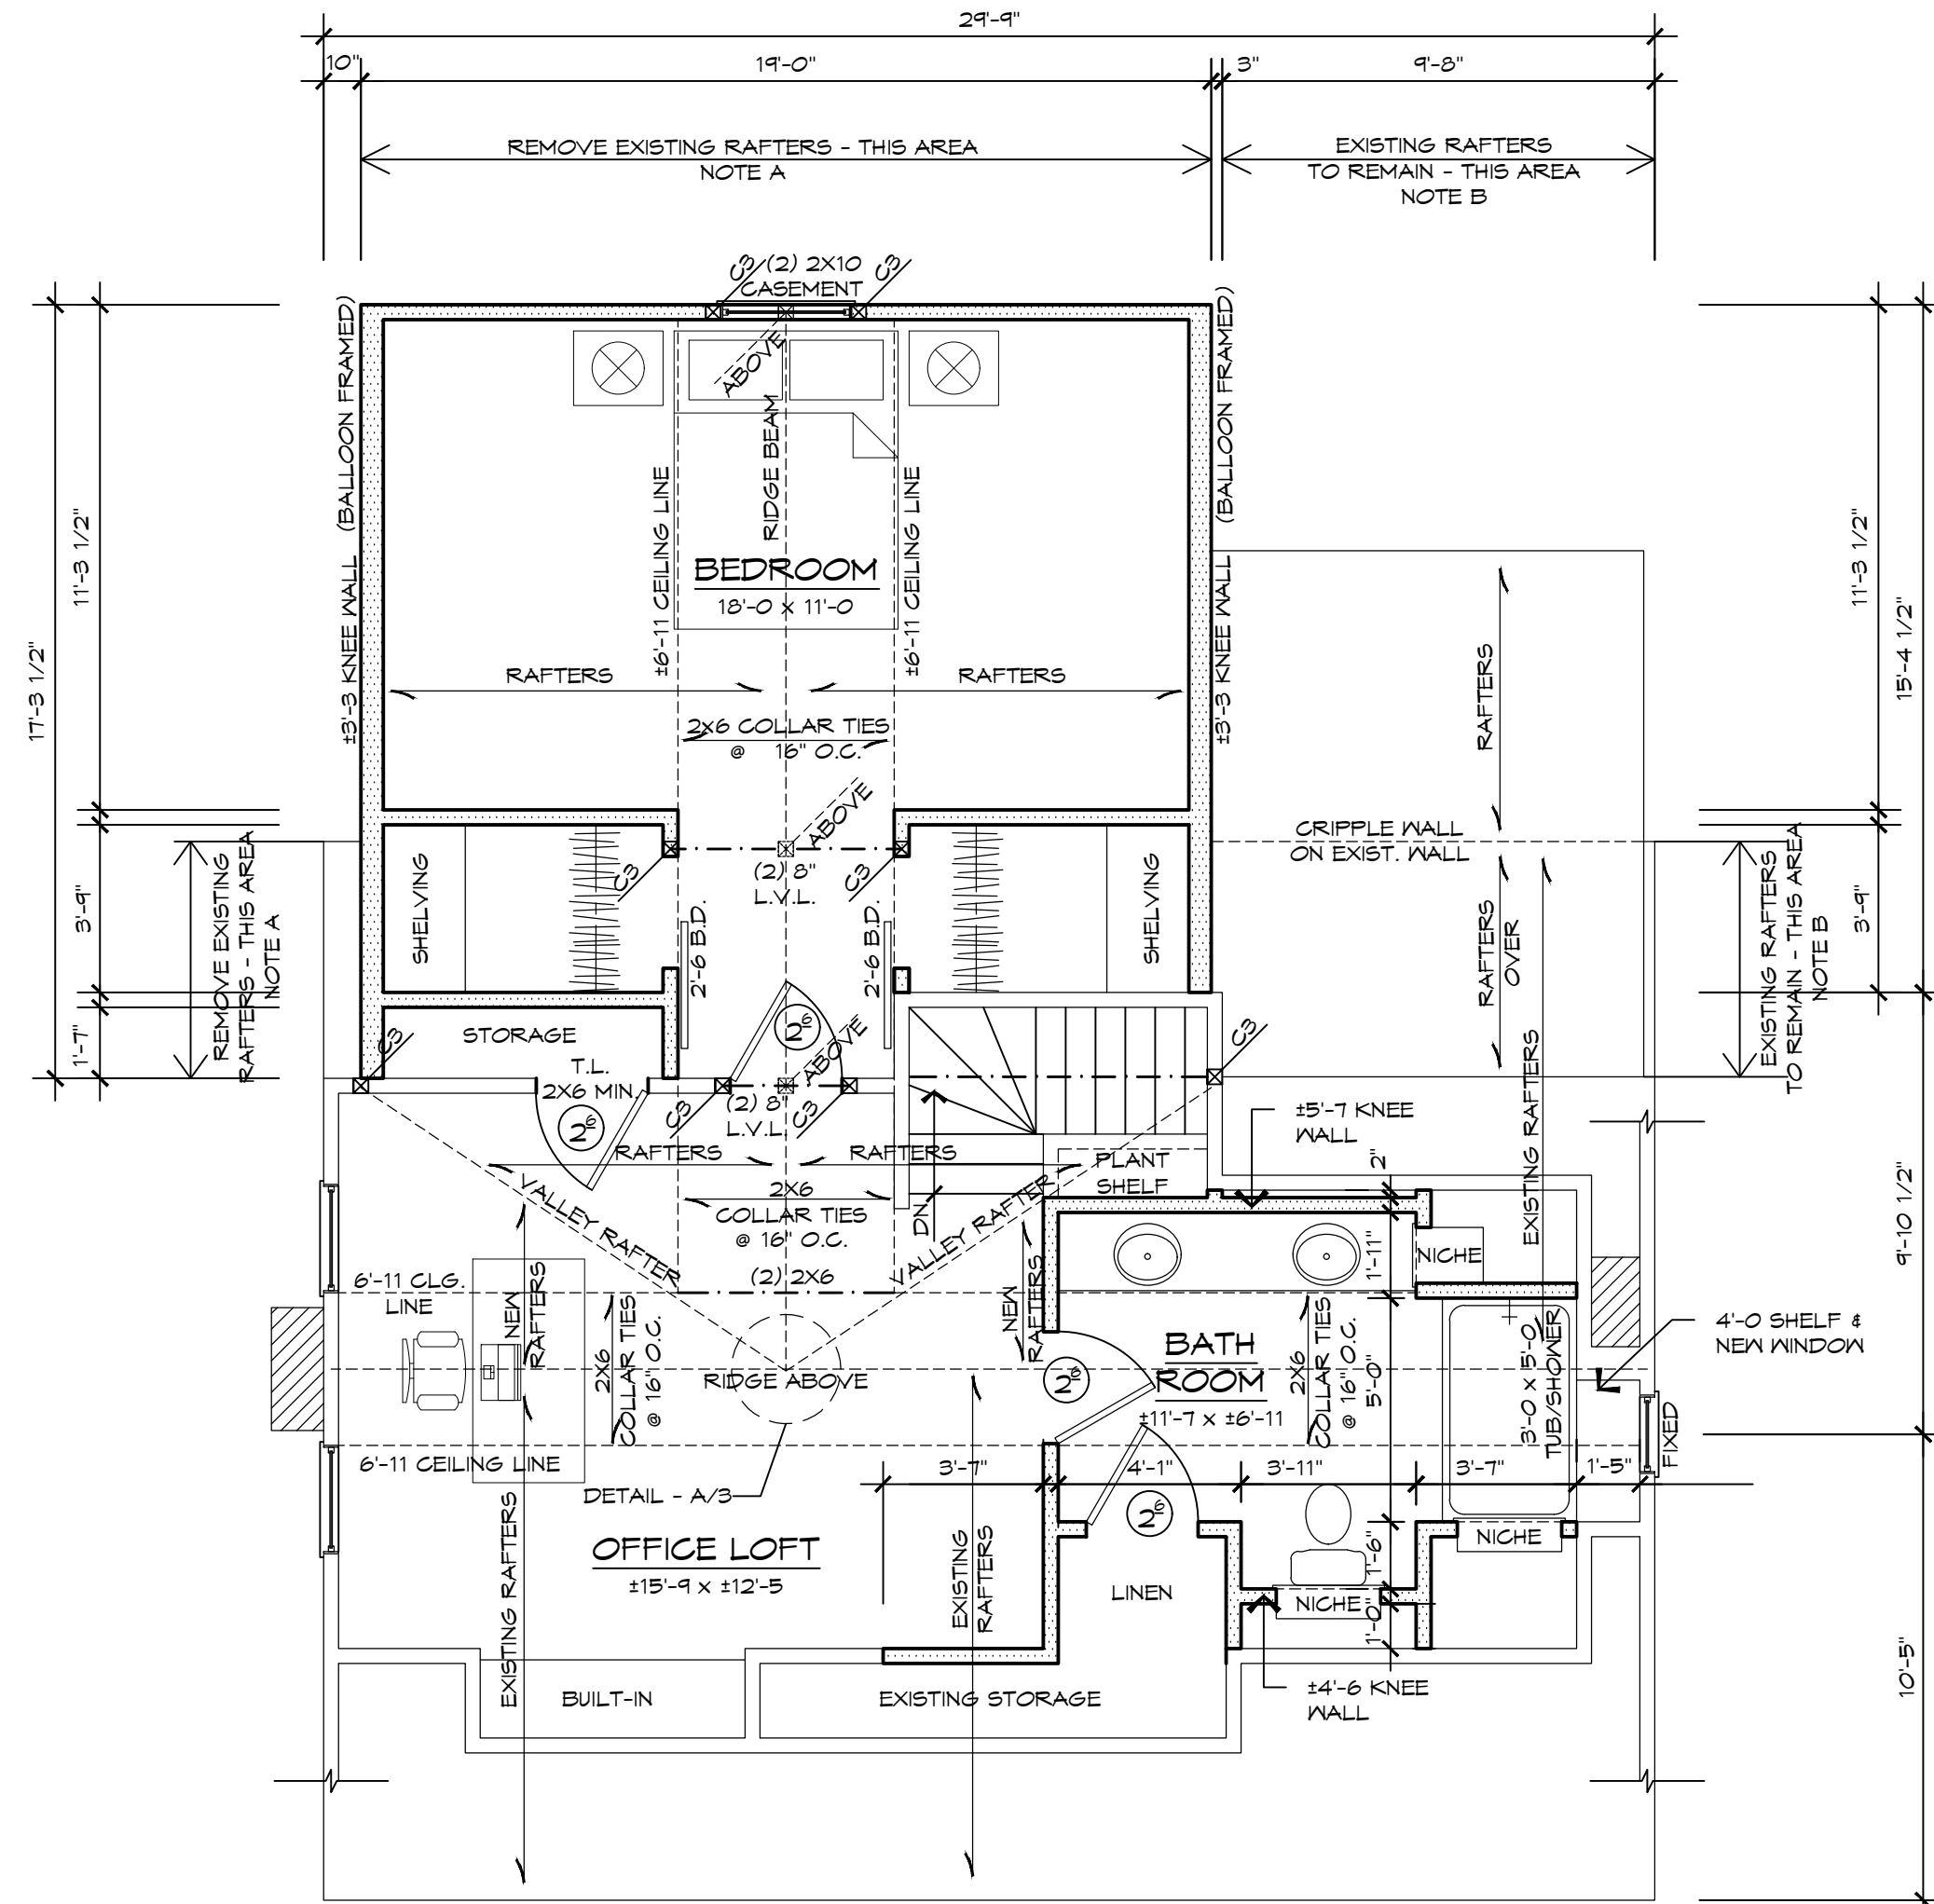 29'-9"
10"
19'-0"
3"
9'-8"
REMOVE EXISTING RAFTERS - THIS AREA
NOTE A
EXISTING RAFTERS
TO REMAIN - THIS AREA
NOTE B
C3
(2) 2X10
CASEMENT
C3
±3'-3 KNEE WALL (BALLOON FRAMED)
±3'-3 KNEE WALL (BALLOON FRAMED)
17'-3 1/2"
11'-3 1/2"
3'-9"
1'-7"
11'-3 1/2"
15'-4 1/2"
3'-9"
9'-10 1/2"
10'-5"
ABOVE
RIDGE BEAM
±6'-11 CEILING LINE
±6'-11 CEILING LINE
BEDROOM
18'-0 x 11'-0
RAFTERS
RAFTERS
2X6 COLLAR TIES
@ 16" O.C.
RAFTERS
ABOVE
CRIPPLE WALL
ON EXIST. WALL
(2) 8"
L.V.L.
C3
C3
SHELVING
SHELVING
2'-6 B.D.
2'-6 B.D.
REMOVE EXISTING
RAFTERS - THIS AREA
NOTE A
RAFTERS
OVER
EXISTING RAFTERS
TO REMAIN - THIS AREA
NOTE B
STORAGE
C3
T.L.
2X6 MIN.
2⁶
2⁶
ABOVE
(2) 8"
L.V.L.
C3
C3
C3
±5'-7 KNEE
WALL
EXISTING RAFTERS
RAFTERS
RAFTERS
PLANT
SHELF
2"
VALLEY RAFTER
VALLEY RAFTER
2X6
COLLAR TIES
@ 16" O.C.
DN
(2) 2X6
6'-11 CLG.
LINE
NEW
RAFTERS
2X6
COLLAR TIES
@ 16" O.C.
NEW
RAFTERS
1'-11"
NICHE
RIDGE ABOVE
2⁶
BATH
ROOM
±11'-7 x ±6'-11
2X6
COLLAR TIES
@ 16" O.C.
5'-0"
3'-0 x 5'-0
TUB/SHOWER
4'-0 SHELF &
NEW WINDOW
FIXED
6'-11 CEILING LINE
3'-7"
4'-1"
3'-11"
3'-7"
1'-5"
DETAIL - A/3
2⁶
OFFICE LOFT
±15'-9 x ±12'-5
EXISTING RAFTERS
EXISTING
RAFTERS
LINEN
1'-6"
NICHE
NICHE
1'-0"
BUILT-IN
EXISTING STORAGE
±4'-6 KNEE
WALL